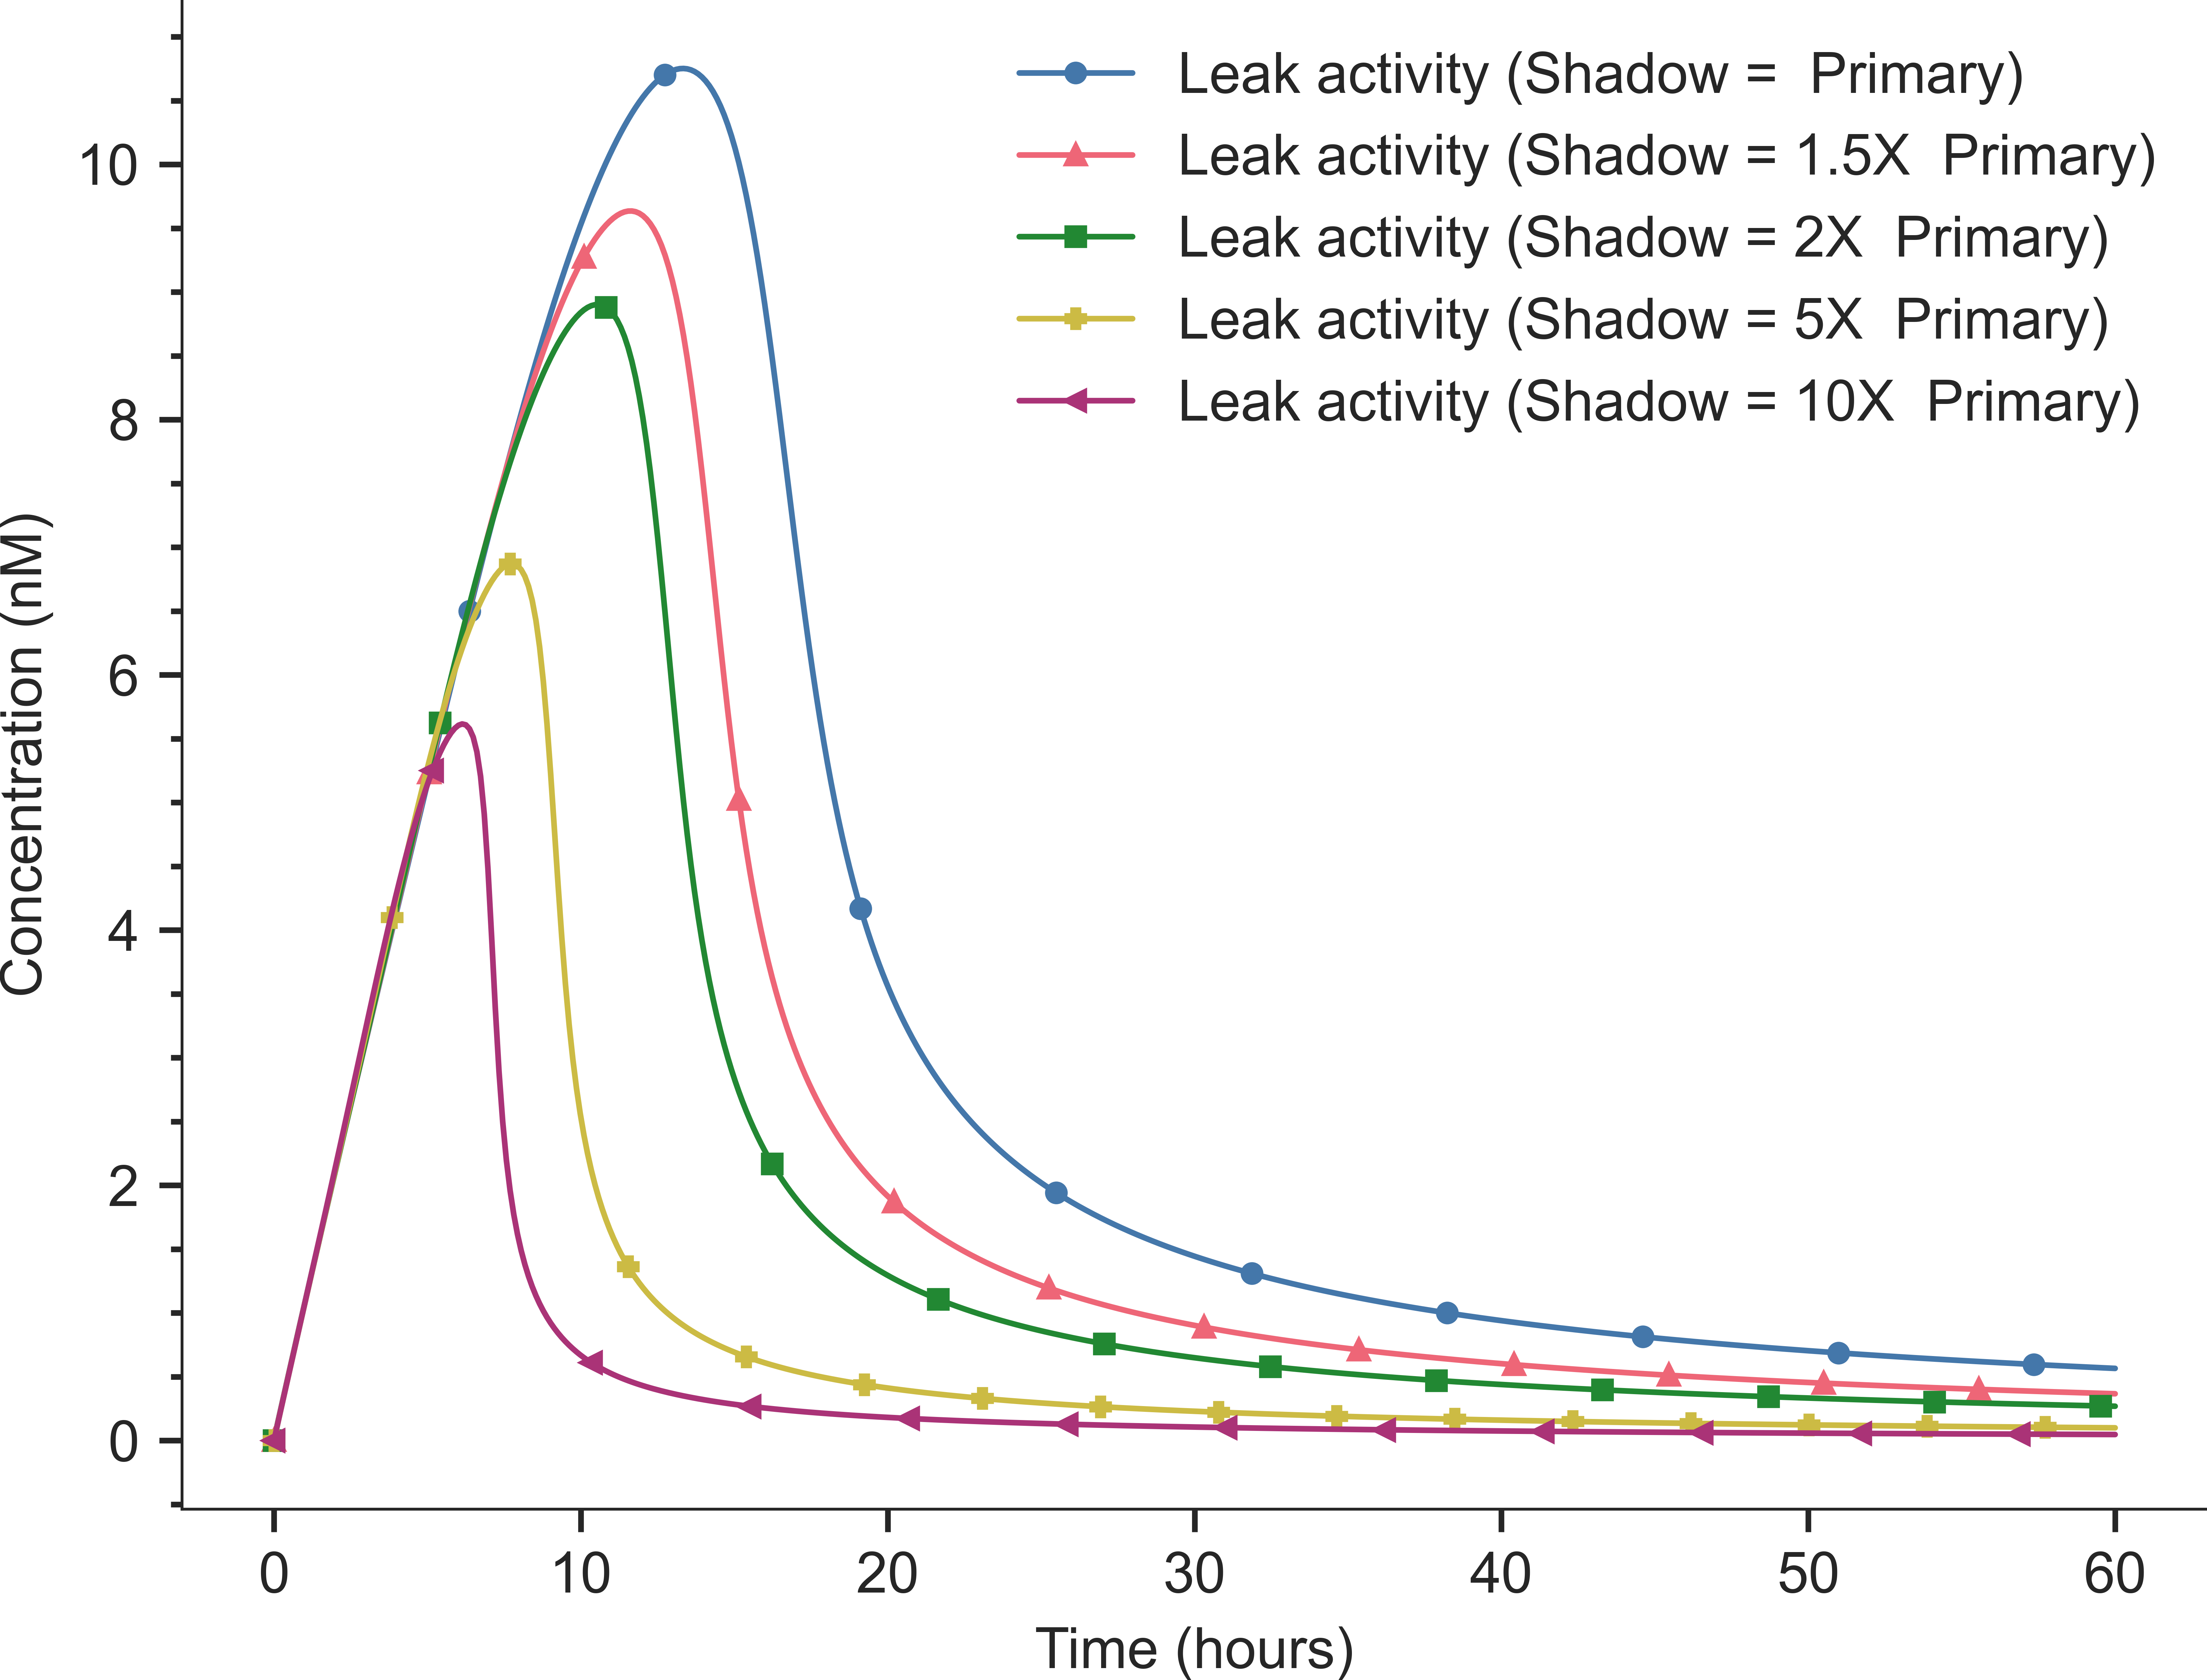 Leak activity (Shadow =  Primary)
Leak activity (Shadow = 1.5X  Primary)
Leak activity (Shadow = 2X  Primary)
Leak activity (Shadow = 5X  Primary)
Leak activity (Shadow = 10X  Primary)
Concentration (nM)
10
8
6
4
2
0
0 10 20 30 40 50 60
Time (hours)